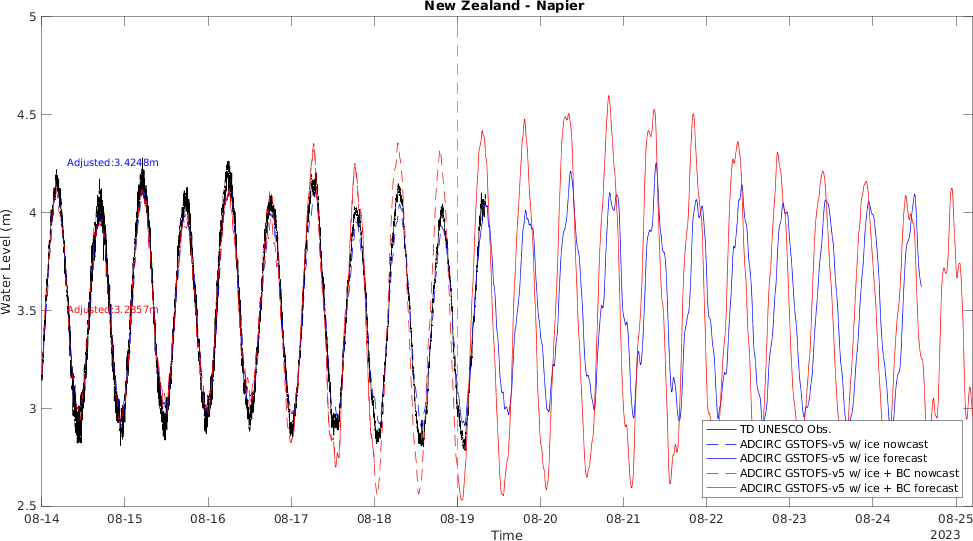 New Zealand - Napier
5
4.5
4
3.5
3
2.5
Water Level (m)
Adjusted:3.4248m
Adjusted:3.2357m
TD UNESCO Obs.
ADCIRC GSTOFS-v5 w/ ice nowcast
ADCIRC GSTOFS-v5 w/ ice forecast
ADCIRC GSTOFS-v5 w/ ice + BC nowcast
ADCIRC GSTOFS-v5 w/ ice + BC forecast
08-14 08-15 08-16 08-17 08-18 08-19 08-20 08-21 08-22 08-23 08-24 08-25
Time
2023